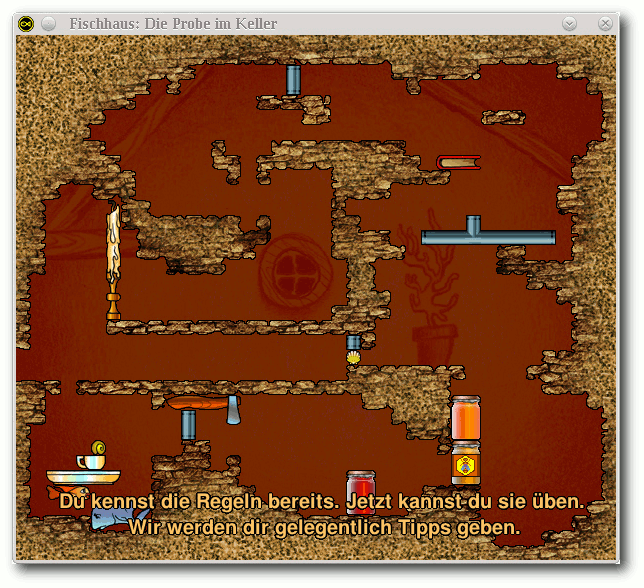 Fischhaus: Die Probe im Keller
Du kennst die Regeln bereits. Jetzt kannst du sie üben.
Wir werden dir gelegentlich Tipps geben.